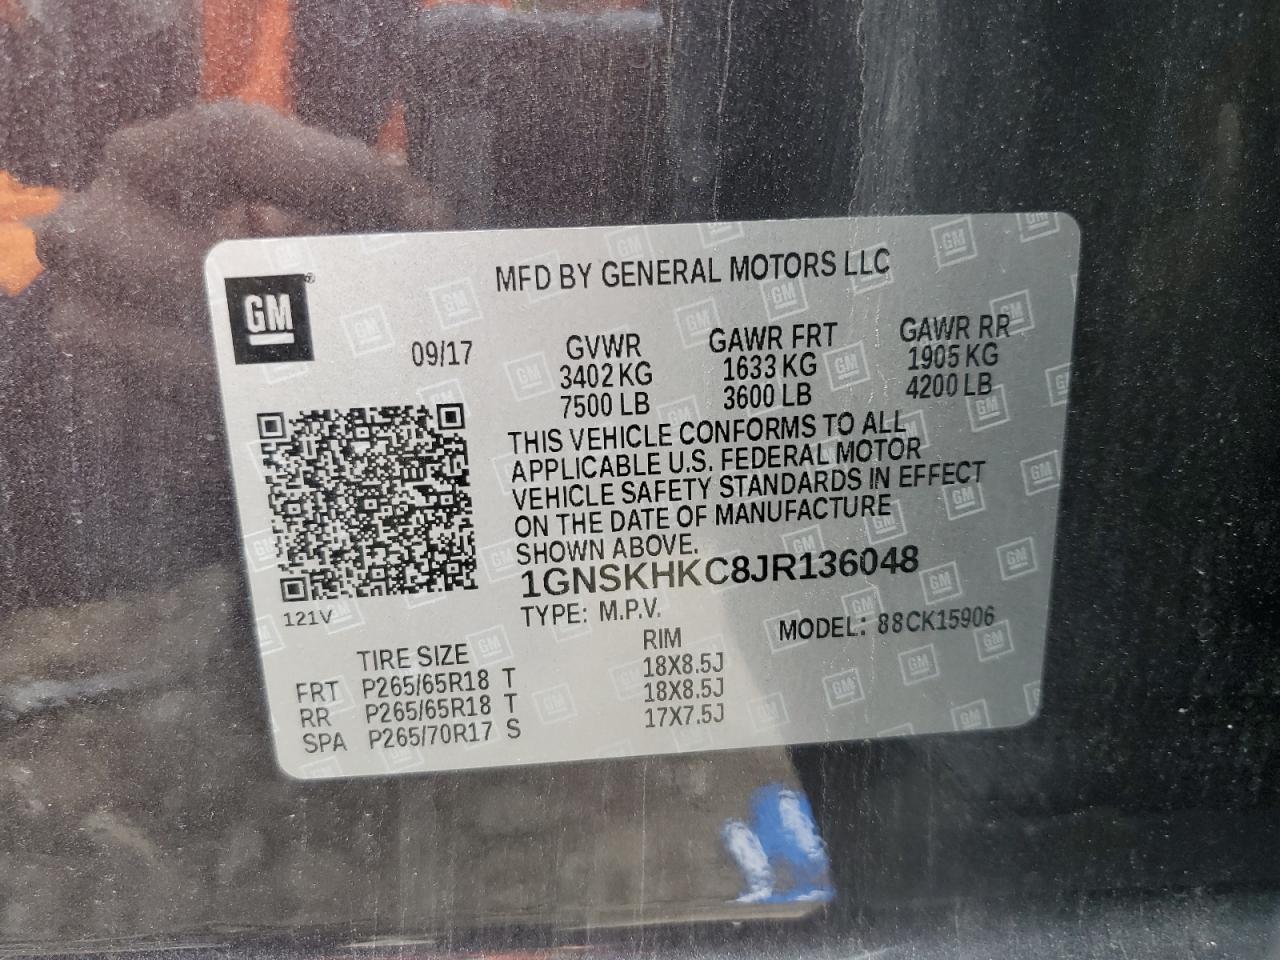 MFD BY GENERAL MOTORS LLC
GM®
09/17
GVWR GAWR FRT GAWR RR
3402 KG 1633 KG 1905 KG
7500 LB 3600 LB 4200 LB
THIS VEHICLE CONFORMS TO ALL
APPLICABLE U.S. FEDERAL MOTOR
VEHICLE SAFETY STANDARDS IN EFFECT
ON THE DATE OF MANUFACTURE
SHOWN ABOVE.
1GNSKHKC8JR136048
121V
TYPE: M.P.V. MODEL: 88CK15906
TIRE SIZE RIM
FRT P265/65R18 T 18X8.5J
RR P265/65R18 T 18X8.5J
SPA P265/70R17 S 17X7.5J